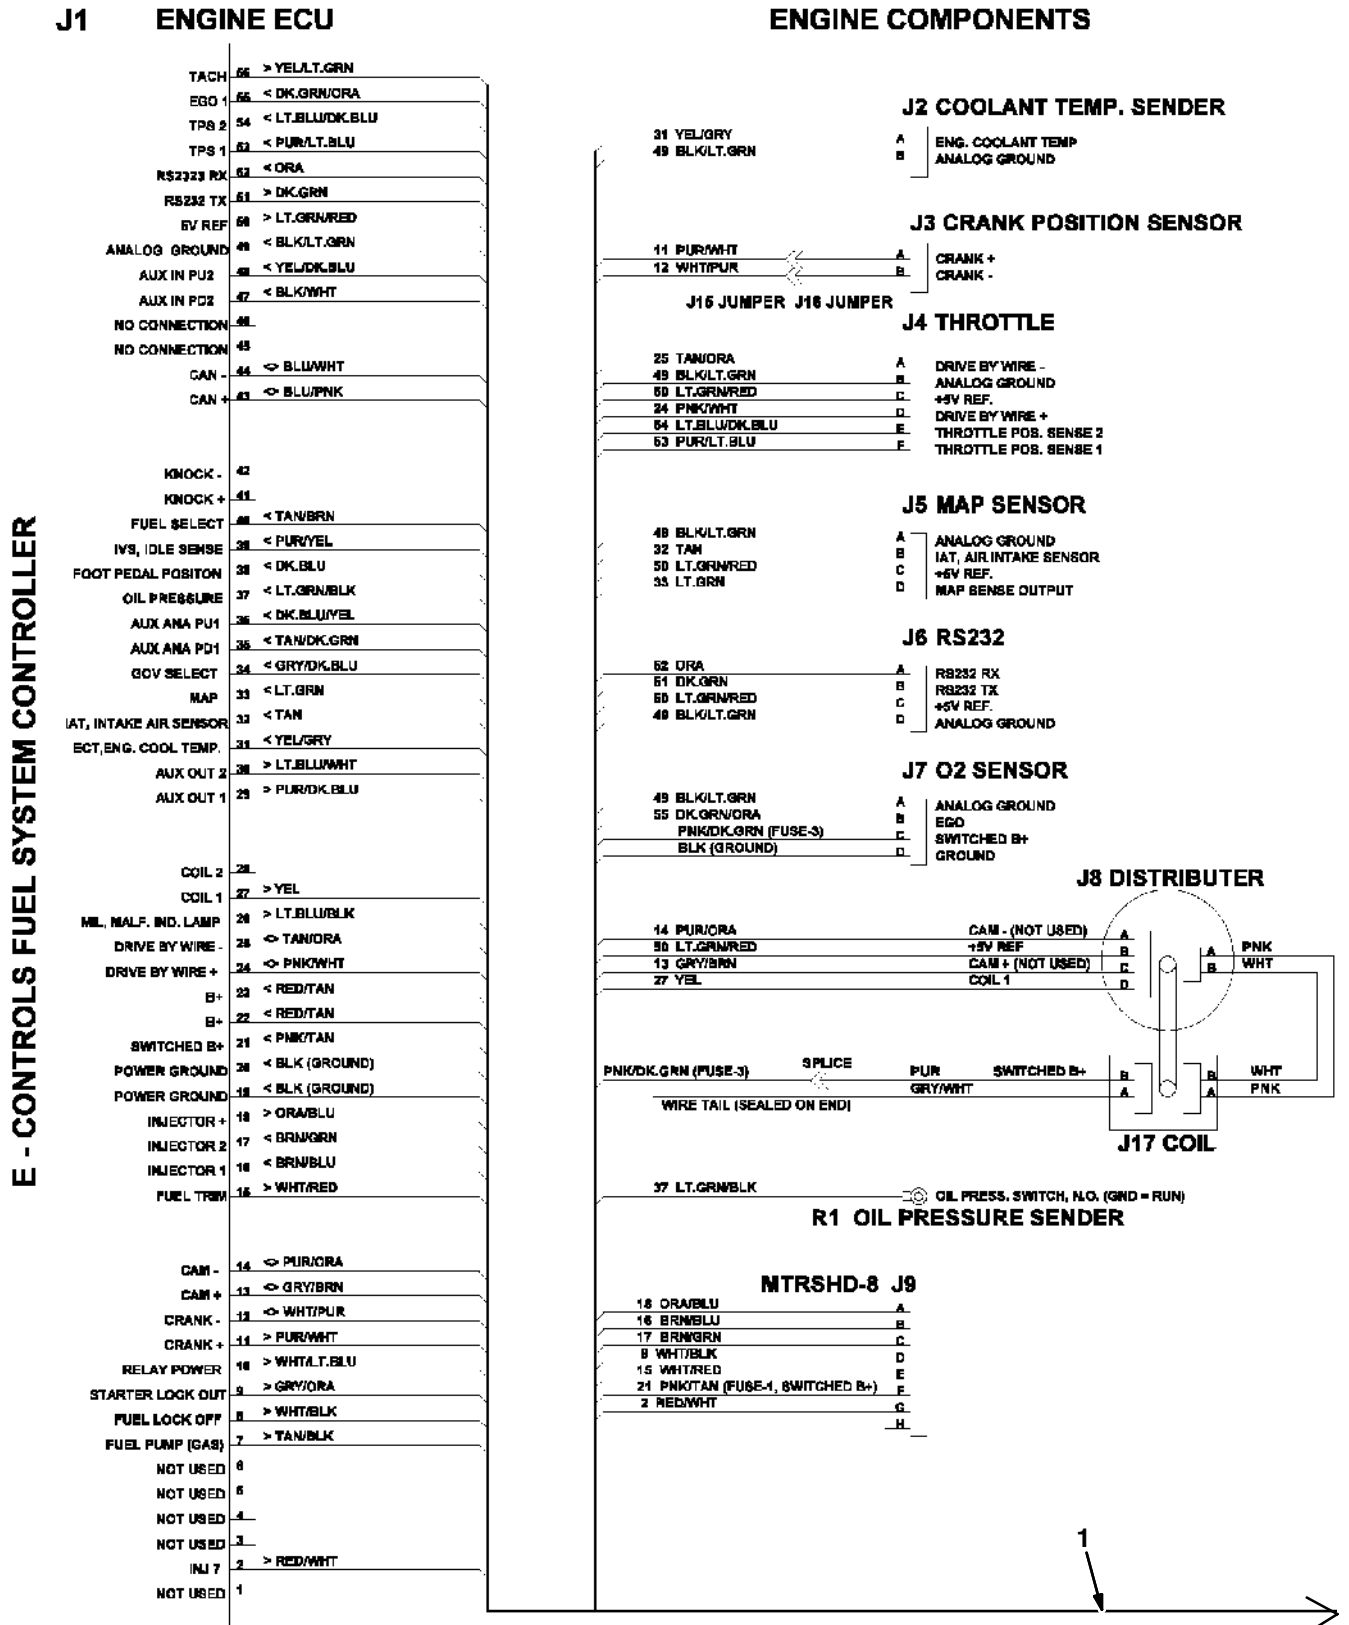 J1 ENGINE ECU
ENGINE COMPONENTS
E - CONTROLS FUEL SYSTEM CONTROLLER
TACH 56 > YEL/LT.GRN
EGO 1 55 < DK.GRN/ORA
TPS 2 54 < LT.BLU/DK.BLU
TPS 1 53 < PUR/LT.BLU
RS2323 RX 52 < ORA
RS232 TX 51 > DK.GRN
5V REF 50 > LT.GRN/RED
ANALOG GROUND 49 < BLK/LT.GRN
AUX IN PU2 48 < YEL/DK.BLU
AUX IN PD2 47 < BLK/WHT
NO CONNECTION 46
NO CONNECTION 45
CAN - 44 <> BLU/WHT
CAN + 43 <> BLU/PNK
KNOCK - 42
KNOCK + 41
FUEL SELECT 40 < TAN/BRN
IVS, IDLE SENSE 39 < PUR/YEL
FOOT PEDAL POSITON 38 < DK.BLU
OIL PRESSURE 37 < LT.GRN/BLK
AUX ANA PU1 36 < DK.BLU/YEL
AUX ANA PD1 35 < TAN/DK.GRN
GOV SELECT 34 < GRY/DK.BLU
MAP 33 < LT.GRN
IAT, INTAKE AIR SENSOR 32 < TAN
ECT,ENG. COOL TEMP. 31 < YEL/GRY
AUX OUT 2 30 > LT.BLU/WHT
AUX OUT 1 29 > PUR/DK.BLU
COIL 2 28
COIL 1 27 > YEL
MIL, MALF. IND. LAMP 26 > LT.BLU/BLK
DRIVE BY WIRE - 25 <> TAN/ORA
DRIVE BY WIRE + 24 <> PNK/WHT
B+ 23 < RED/TAN
B+ 22 < RED/TAN
SWITCHED B+ 21 < PNK/TAN
POWER GROUND 20 < BLK (GROUND)
POWER GROUND 19 < BLK (GROUND)
INJECTOR + 18 > ORA/BLU
INJECTOR 2 17 < BRN/GRN
INJECTOR 1 16 < BRN/BLU
FUEL TRIM 15 > WHT/RED
CAM - 14 <> PUR/ORA
CAM + 13 <> GRY/BRN
CRANK - 12 <> WHT/PUR
CRANK + 11 > PUR/WHT
RELAY POWER 10 > WHT/LT.BLU
STARTER LOCK OUT 9 > GRY/ORA
FUEL LOCK OFF 8 > WHT/BLK
FUEL PUMP (GAS) 7 > TAN/BLK
NOT USED 6
NOT USED 5
NOT USED 4
NOT USED 3
INJ 7 2 > RED/WHT
NOT USED 1
J2 COOLANT TEMP. SENDER
31 YEL/GRY A ENG. COOLANT TEMP
49 BLK/LT.GRN B ANALOG GROUND
J3 CRANK POSITION SENSOR
11 PUR/WHT A CRANK +
12 WHT/PUR B CRANK -
J15 JUMPER J16 JUMPER
J4 THROTTLE
25 TAN/ORA A DRIVE BY WIRE -
49 BLK/LT.GRN B ANALOG GROUND
50 LT.GRN/RED C +5V REF.
24 PNK/WHT D DRIVE BY WIRE +
54 LT.BLU/DK.BLU E THROTTLE POS. SENSE 2
53 PUR/LT.BLU F THROTTLE POS. SENSE 1
J5 MAP SENSOR
49 BLK/LT.GRN A ANALOG GROUND
32 TAN B IAT, AIR INTAKE SENSOR
50 LT.GRN/RED C +5V REF.
33 LT.GRN D MAP SENSE OUTPUT
J6 RS232
52 ORA A RS232 RX
51 DK.GRN B RS232 TX
50 LT.GRN/RED C +5V REF.
49 BLK/LT.GRN D ANALOG GROUND
J7 O2 SENSOR
49 BLK/LT.GRN A ANALOG GROUND
55 DK.GRN/ORA B EGO
PNK/DK.GRN (FUSE-3) C SWITCHED B+
BLK (GROUND) D GROUND
J8 DISTRIBUTER
14 PUR/ORA CAM - (NOT USED) A
50 LT.GRN/RED +5V REF B A PNK
13 GRY/BRN CAM + (NOT USED) C B WHT
27 YEL COIL 1 D
PNK/DK.GRN (FUSE-3) SPLICE PUR SWITCHED B+ B B WHT
GRY/WHT A A PNK
WIRE TAIL (SEALED ON END)
J17 COIL
37 LT.GRN/BLK OIL PRESS. SWITCH, N.O. (GND = RUN)
R1 OIL PRESSURE SENDER
MTRSHD-8 J9
18 ORA/BLU A
16 BRN/BLU B
17 BRN/GRN C
8 WHT/BLK D
15 WHT/RED E
21 PNK/TAN (FUSE-1, SWITCHED B+) F
2 RED/WHT G
H
1